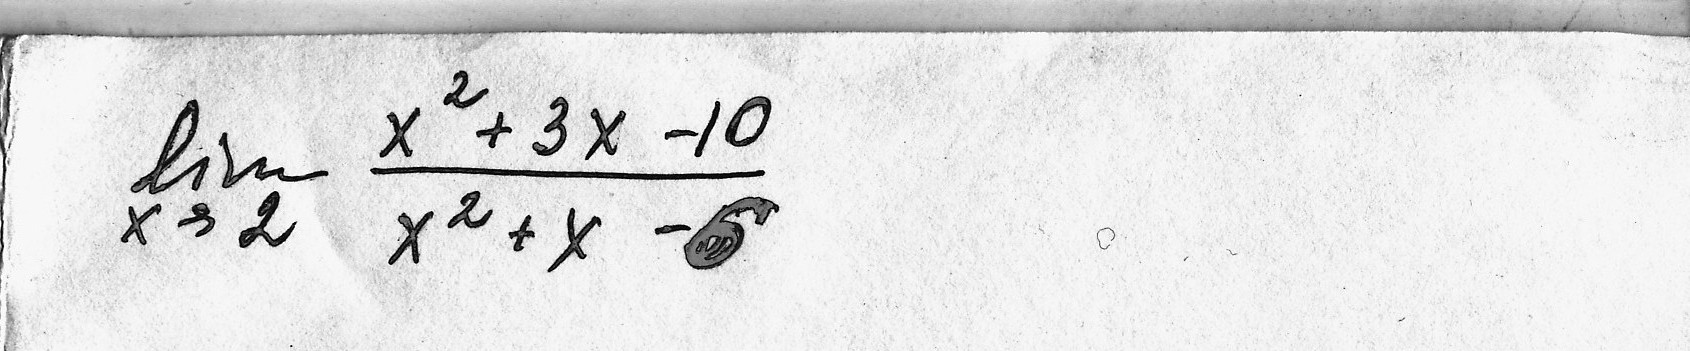 lim x→2 (x² + 3x - 10) / (x² + x - 6)